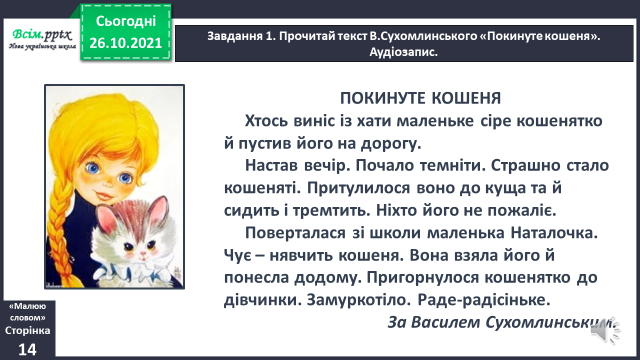 Всім.pptx
Нова українська школа
Сьогодні
26.10.2021
Завдання 1. Прочитай текст В.Сухомлинського «Покинуте кошеня».
Аудіозапис.
ПОКИНУТЕ КОШЕНЯ
Хтось виніс із хати маленьке сіре кошенятко
й пустив його на дорогу.
Настав вечір. Почало темніти. Страшно стало
кошеняті. Притулилося воно до куща та й
сидить і тремтить. Ніхто його не пожаліє.
Поверталася зі школи маленька Наталочка.
Чує – нявчить кошеня. Вона взяла його й
понесла додому. Пригорнулося кошенятко до
дівчинки. Замуркотіло. Раде-радісіньке.
За Василем Сухомлинським.
«Малюю
словом»
Сторінка
14